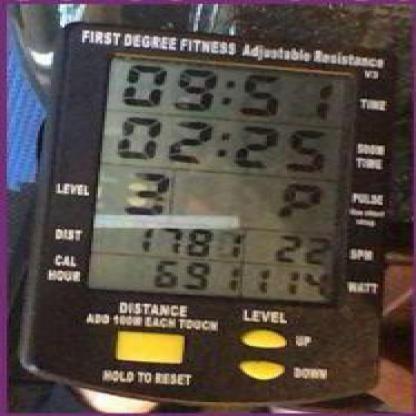 FIRST DEGREE FITNESS Adjustable Resistance
V3
09:51 TIME
02:25 500M TIME
LEVEL 3 P PULSE
DIST 1781 22 SPM
CAL HOUR 691 114 WATT
DISTANCE
ADD 100M EACH TOUCH
LEVEL
UP
HOLD TO RESET
DOWN